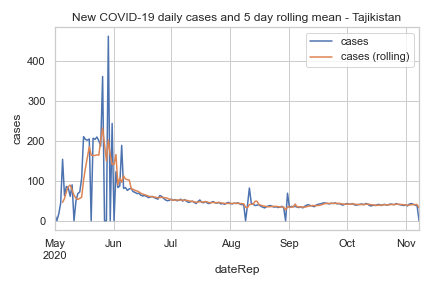 New COVID-19 daily cases and 5 day rolling mean - Tajikistan
cases
cases (rolling)
400
300
200
100
0
cases
May Jun Jul Aug Sep Oct Nov
2020
dateRep